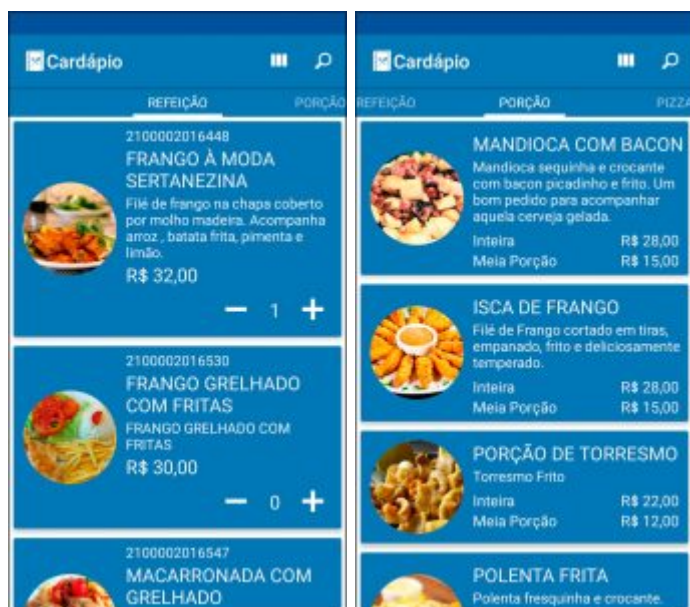 Cardápio
REFEIÇÃO
PORÇÃO
2100002016448
FRANGO À MODA
SERTANEZINA
Filé de frango na chapa coberto
por molho madeira. Acompanha
arroz , batata frita, pimenta e
limão.
R$ 32,00
1
2100002016530
FRANGO GRELHADO
COM FRITAS
FRANGO GRELHADO COM
FRITAS
R$ 30,00
0
2100002016547
MACARRONADA COM
GRELHADO
Cardápio
REFEIÇÃO
PORÇÃO
PIZZA
MANDIOCA COM BACON
Mandioca sequinha e crocante
com bacon picadinho e frito. Um
bom pedido para acompanhar
aquela cerveja gelada.
Inteira R$ 28,00
Meia Porção R$ 15,00
ISCA DE FRANGO
Filé de Frango cortado em tiras,
empanado, frito e deliciosamente
temperado.
Inteira R$ 28,00
Meia Porção R$ 15,00
PORÇÃO DE TORRESMO
Torresmo Frito
Inteira R$ 22,00
Meia Porção R$ 12,00
POLENTA FRITA
Polenta fresquinha e crocante.